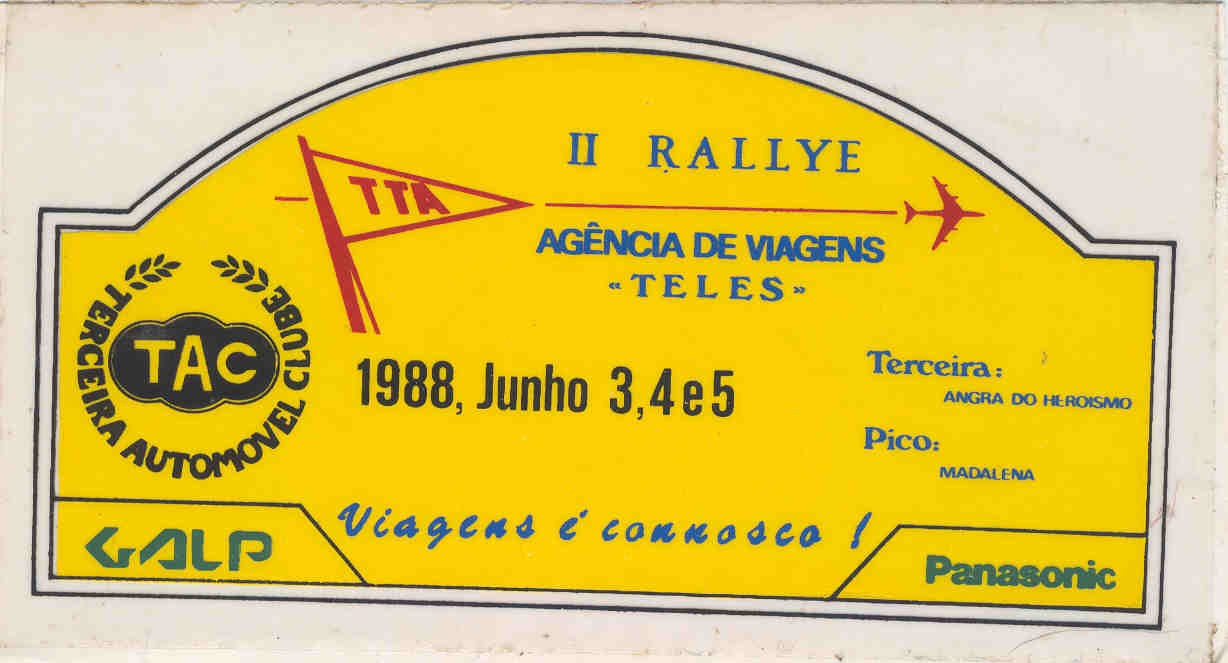 II RALLYE
TTA
AGÊNCIA DE VIAGENS
«TELES»
TERCEIRA AUTOMOVEL CLUBE
TAC
1988, Junho 3, 4 e 5
Terceira:
ANGRA DO HEROISMO
Pico:
MADALENA
Viagens é connosco !
GALP
Panasonic